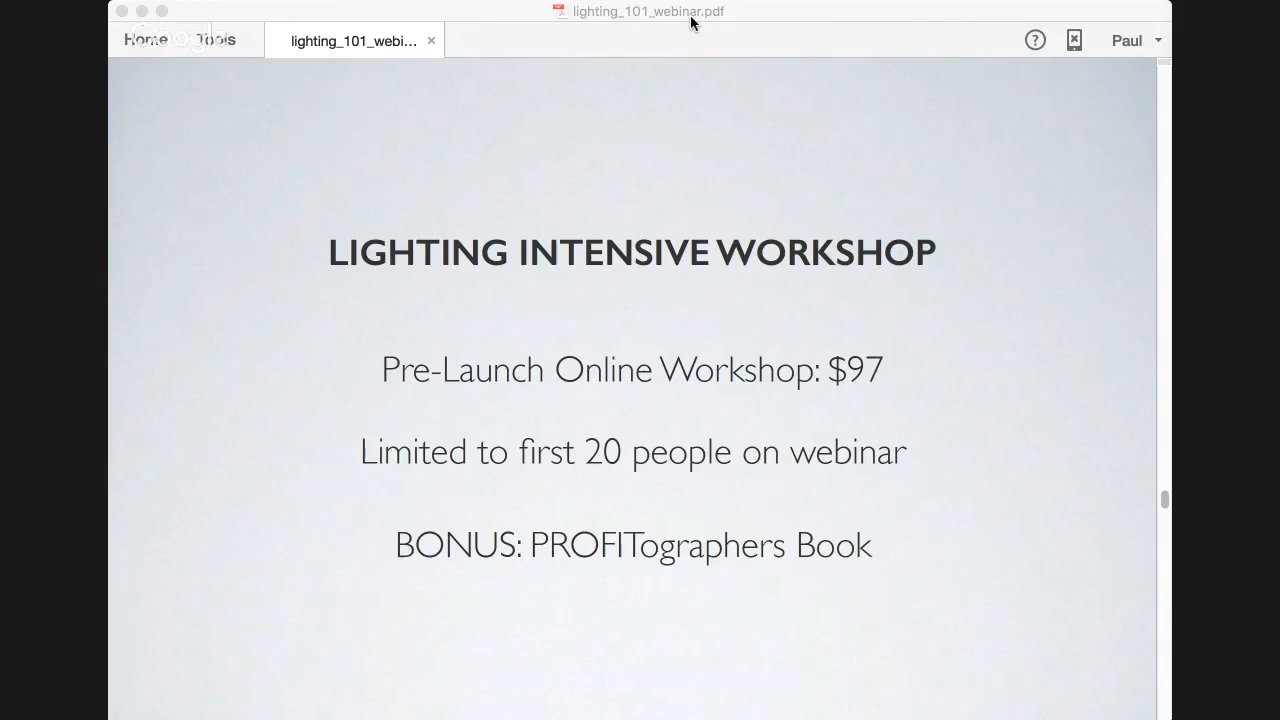 lighting_101_webinar.pdf
Home Tools lighting_101_webi... × ? Paul
Google
LIGHTING INTENSIVE WORKSHOP
Pre-Launch Online Workshop: $97
Limited to first 20 people on webinar
BONUS: PROFITographers Book